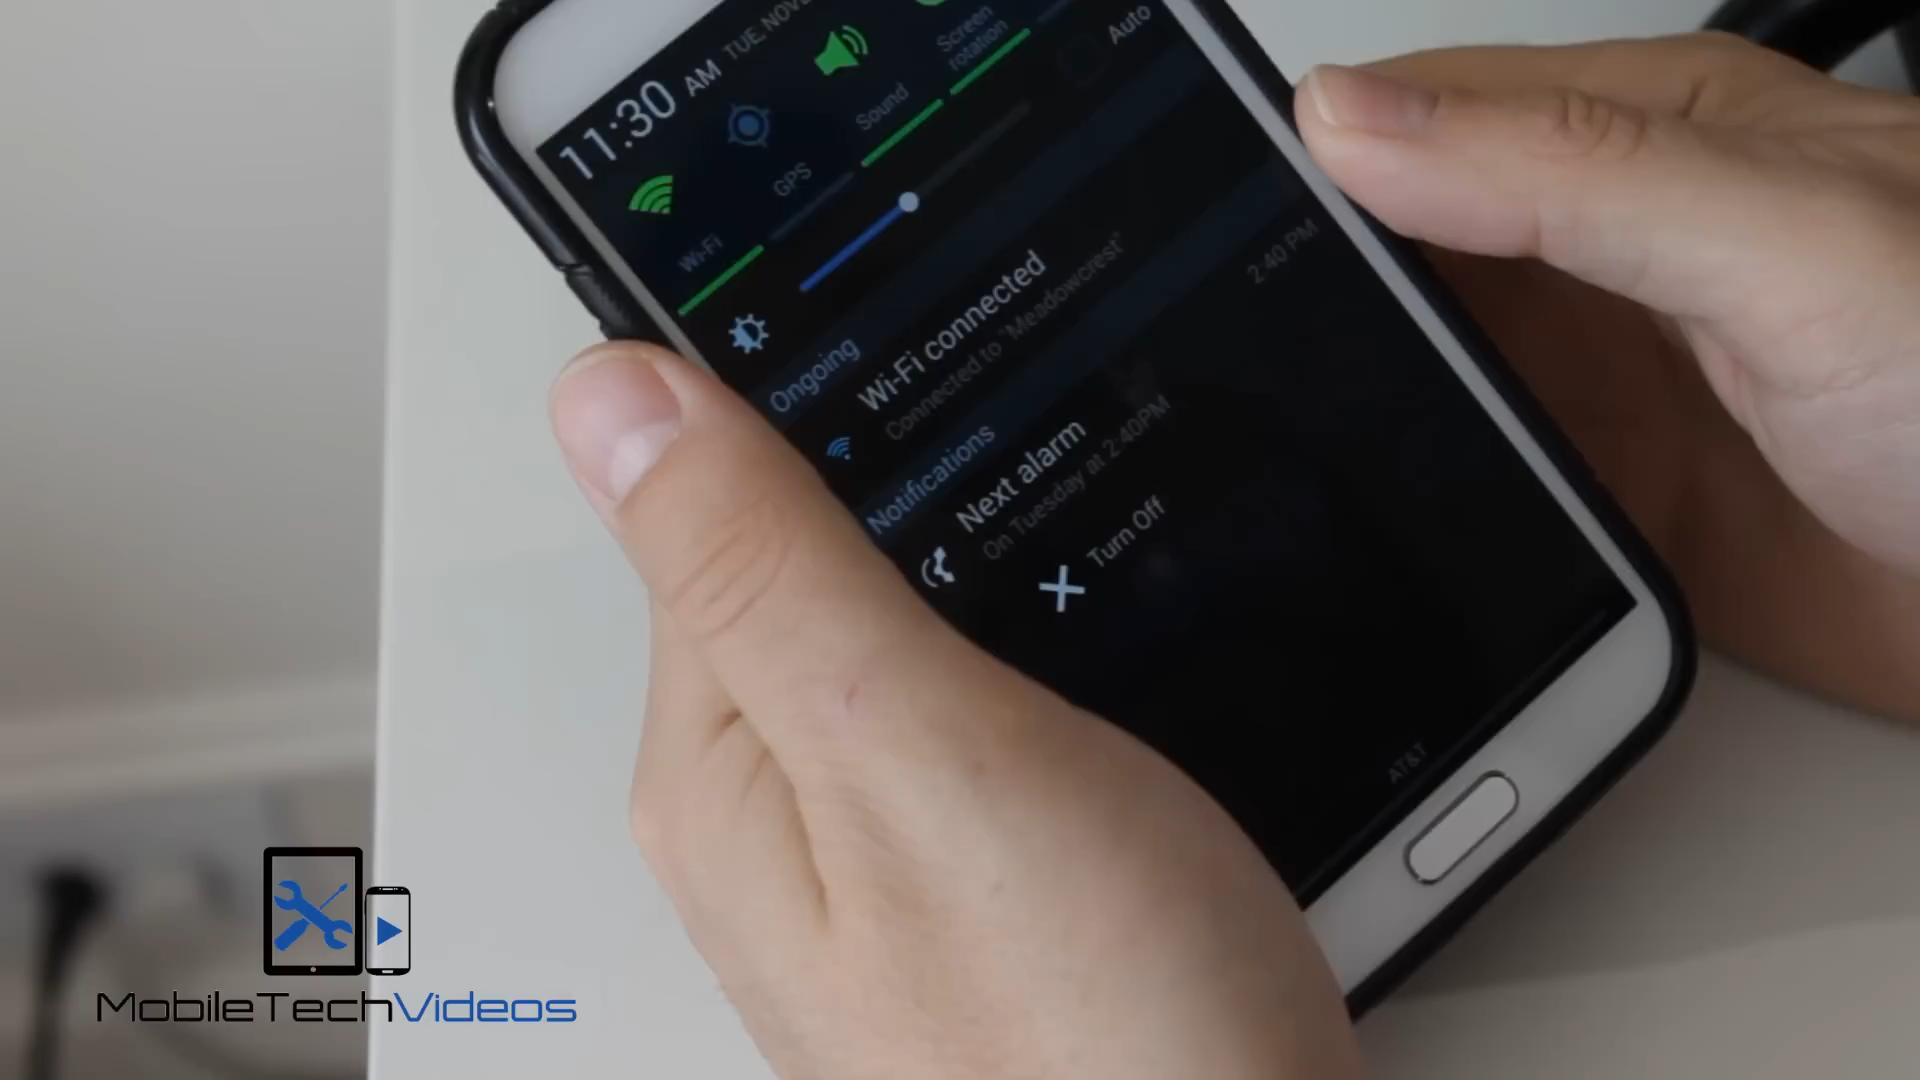 11:30 AM TUE NOVE
Wi-Fi
GPS
Sound
Screen
rotation
Auto
Ongoing
Wi-Fi connected
Connected to "Meadowcrest"
Notifications
Next alarm
2:40 PM
On Tuesday at 2:40PM
Turn Off
AT&T
MobileTechVideos